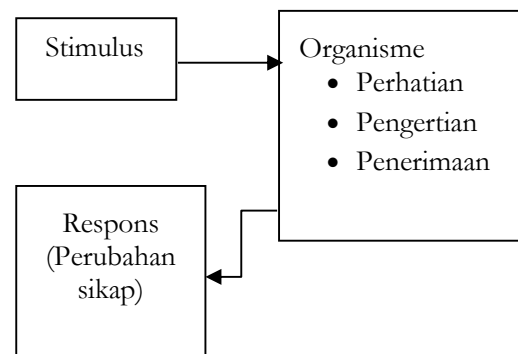 Stimulus
Organisme
• Perhatian
• Pengertian
• Penerimaan
Respons
(Perubahan
sikap)